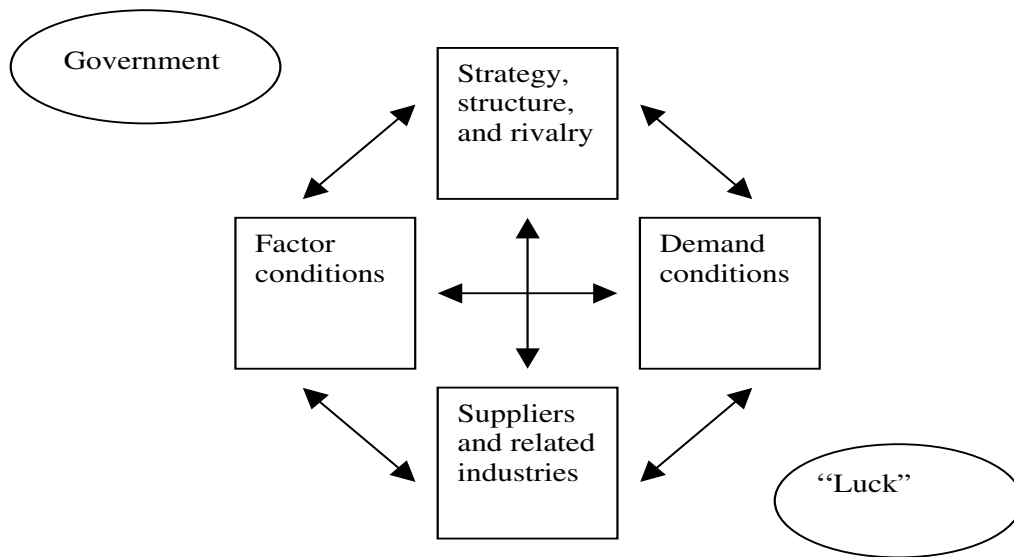 Government
Strategy,
structure,
and rivalry
Factor
conditions
Demand
conditions
Suppliers
and related
industries
“Luck”